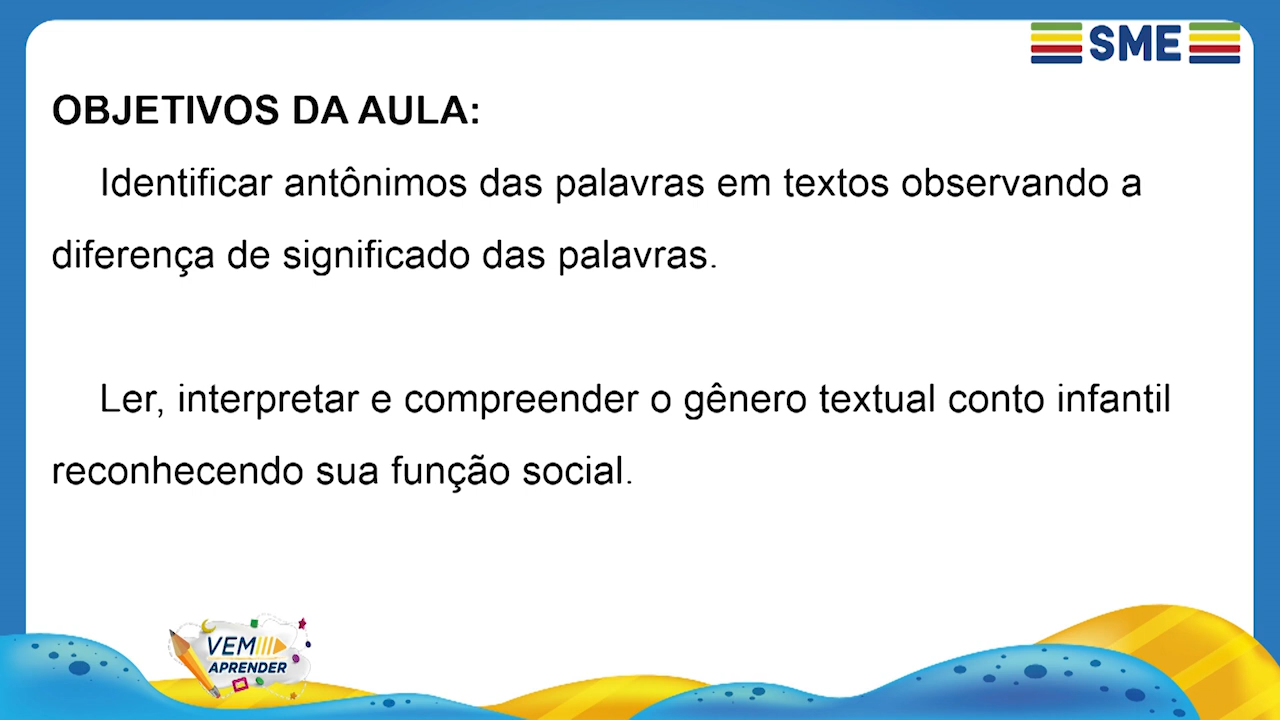 SME
OBJETIVOS DA AULA:
Identificar antônimos das palavras em textos observando a
diferença de significado das palavras.
Ler, interpretar e compreender o gênero textual conto infantil
reconhecendo sua função social.
VEM
APRENDER